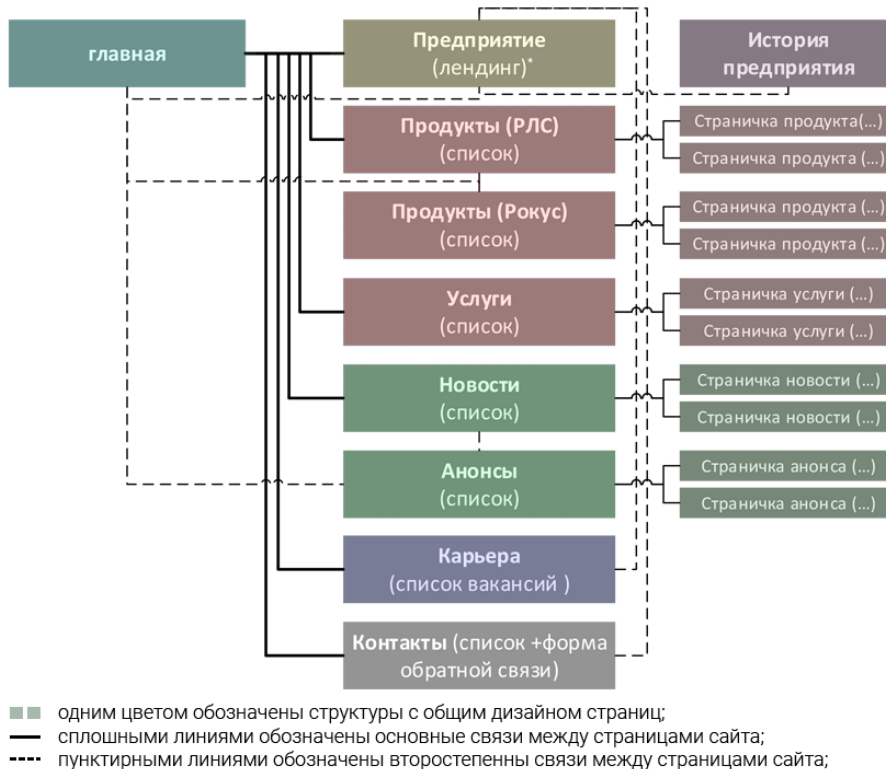 главная
Предприятие
(лендинг)*
История
предприятия
Продукты (РЛС)
(список)
Страничка продукта(...)
Страничка продукта (...)
Продукты (Рокус)
(список)
Страничка продукта (...)
Страничка продукта (...)
Услуги
(список)
Страничка услуги (...)
Страничка услуги (...)
Новости
(список)
Страничка новости (...)
Страничка новости (...)
Анонсы
(список)
Страничка анонса (...)
Страничка анонса (...)
Карьера
(список вакансий )
Контакты (список +форма
обратной связи)
одним цветом обозначены структуры с общим дизайном страниц;
сплошными линиями обозначены основные связи между страницами сайта;
пунктирными линиями обозначены второстепенны связи между страницами сайта;